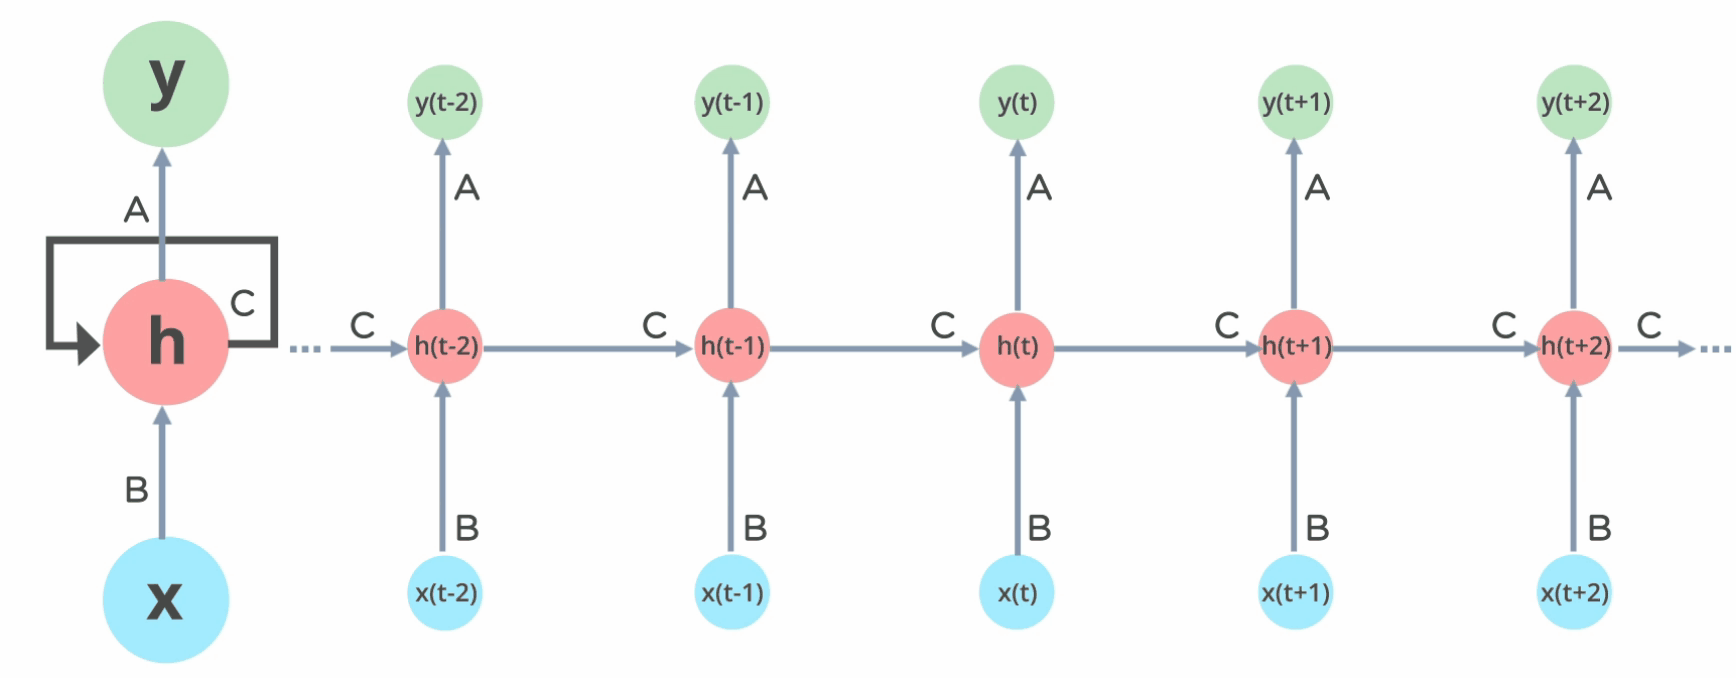 y
y(t-2) y(t-1) y(t) y(t+1) y(t+2)
A A A A A
A
C
C C C C C C
h
h(t-2) h(t-1) h(t) h(t+1) h(t+2)
B
B B B B B
x
x(t-2) x(t-1) x(t) x(t+1) x(t+2)